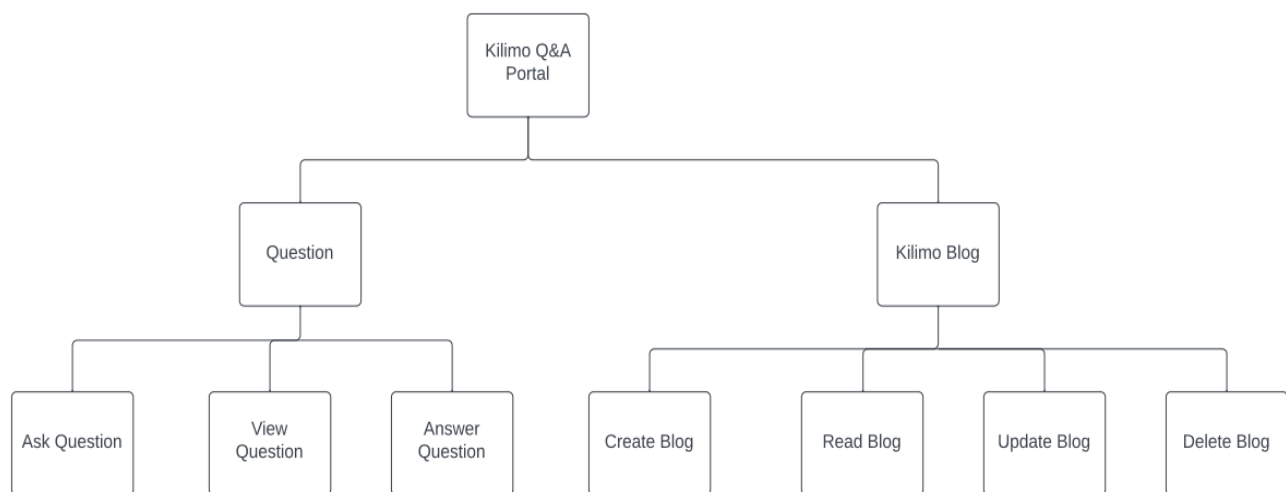 Kilimo Q&A
Portal
Question
Kilimo Blog
Ask Question
View
Question
Answer
Question
Create Blog
Read Blog
Update Blog
Delete Blog